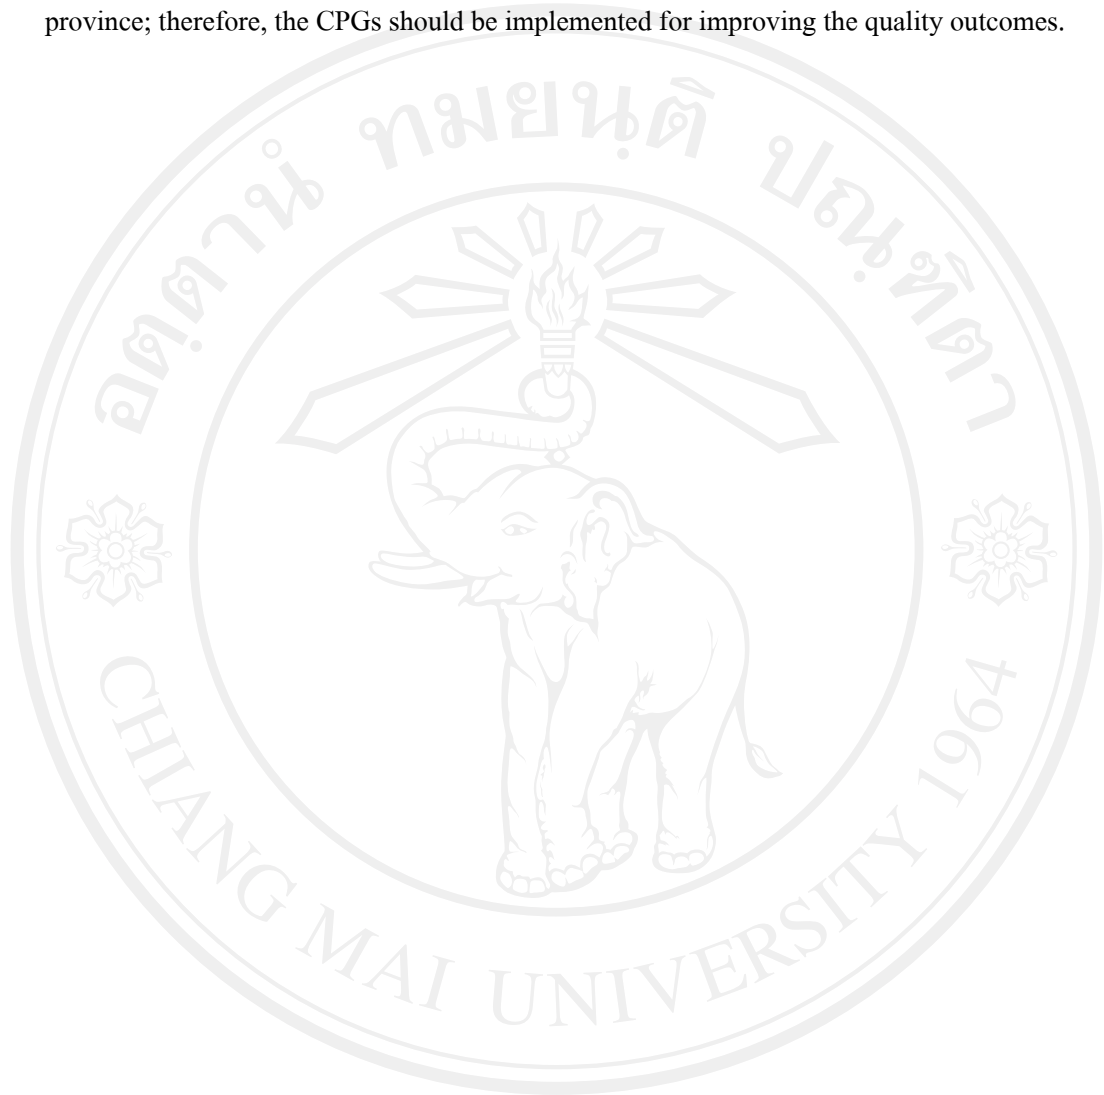 province; therefore, the CPGs should be implemented for improving the quality outcomes.
อตฺตานํ ทมยนฺติ ปณฺฑิตา
CHIANG MAI UNIVERSITY 1964